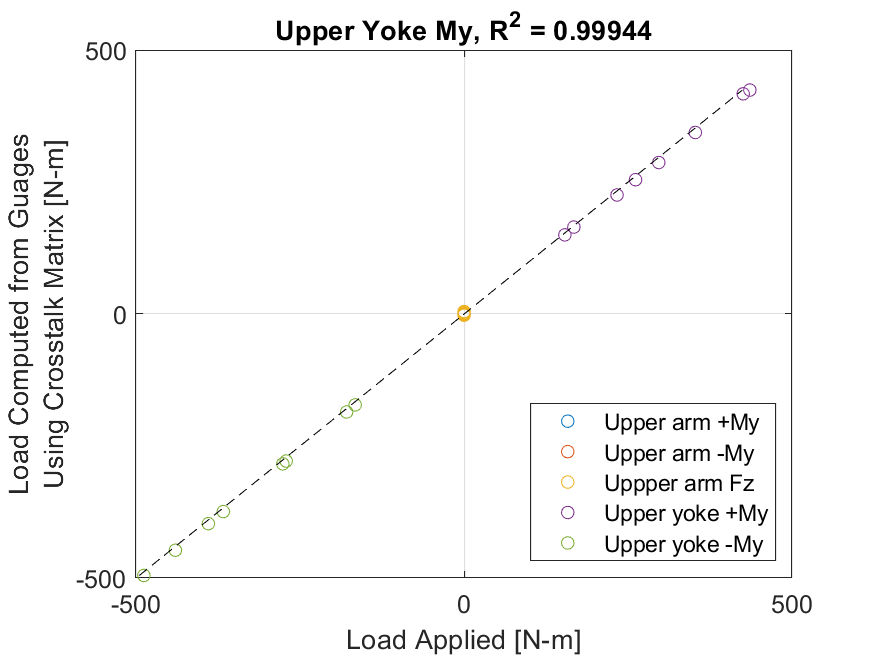 Upper Yoke My, R2 = 0.99944
500
0
-500
-500
0
500
Load Computed from Guages
Using Crosstalk Matrix [N-m]
Load Applied [N-m]
Upper arm +My
Upper arm -My
Uppper arm Fz
Upper yoke +My
Upper yoke -My